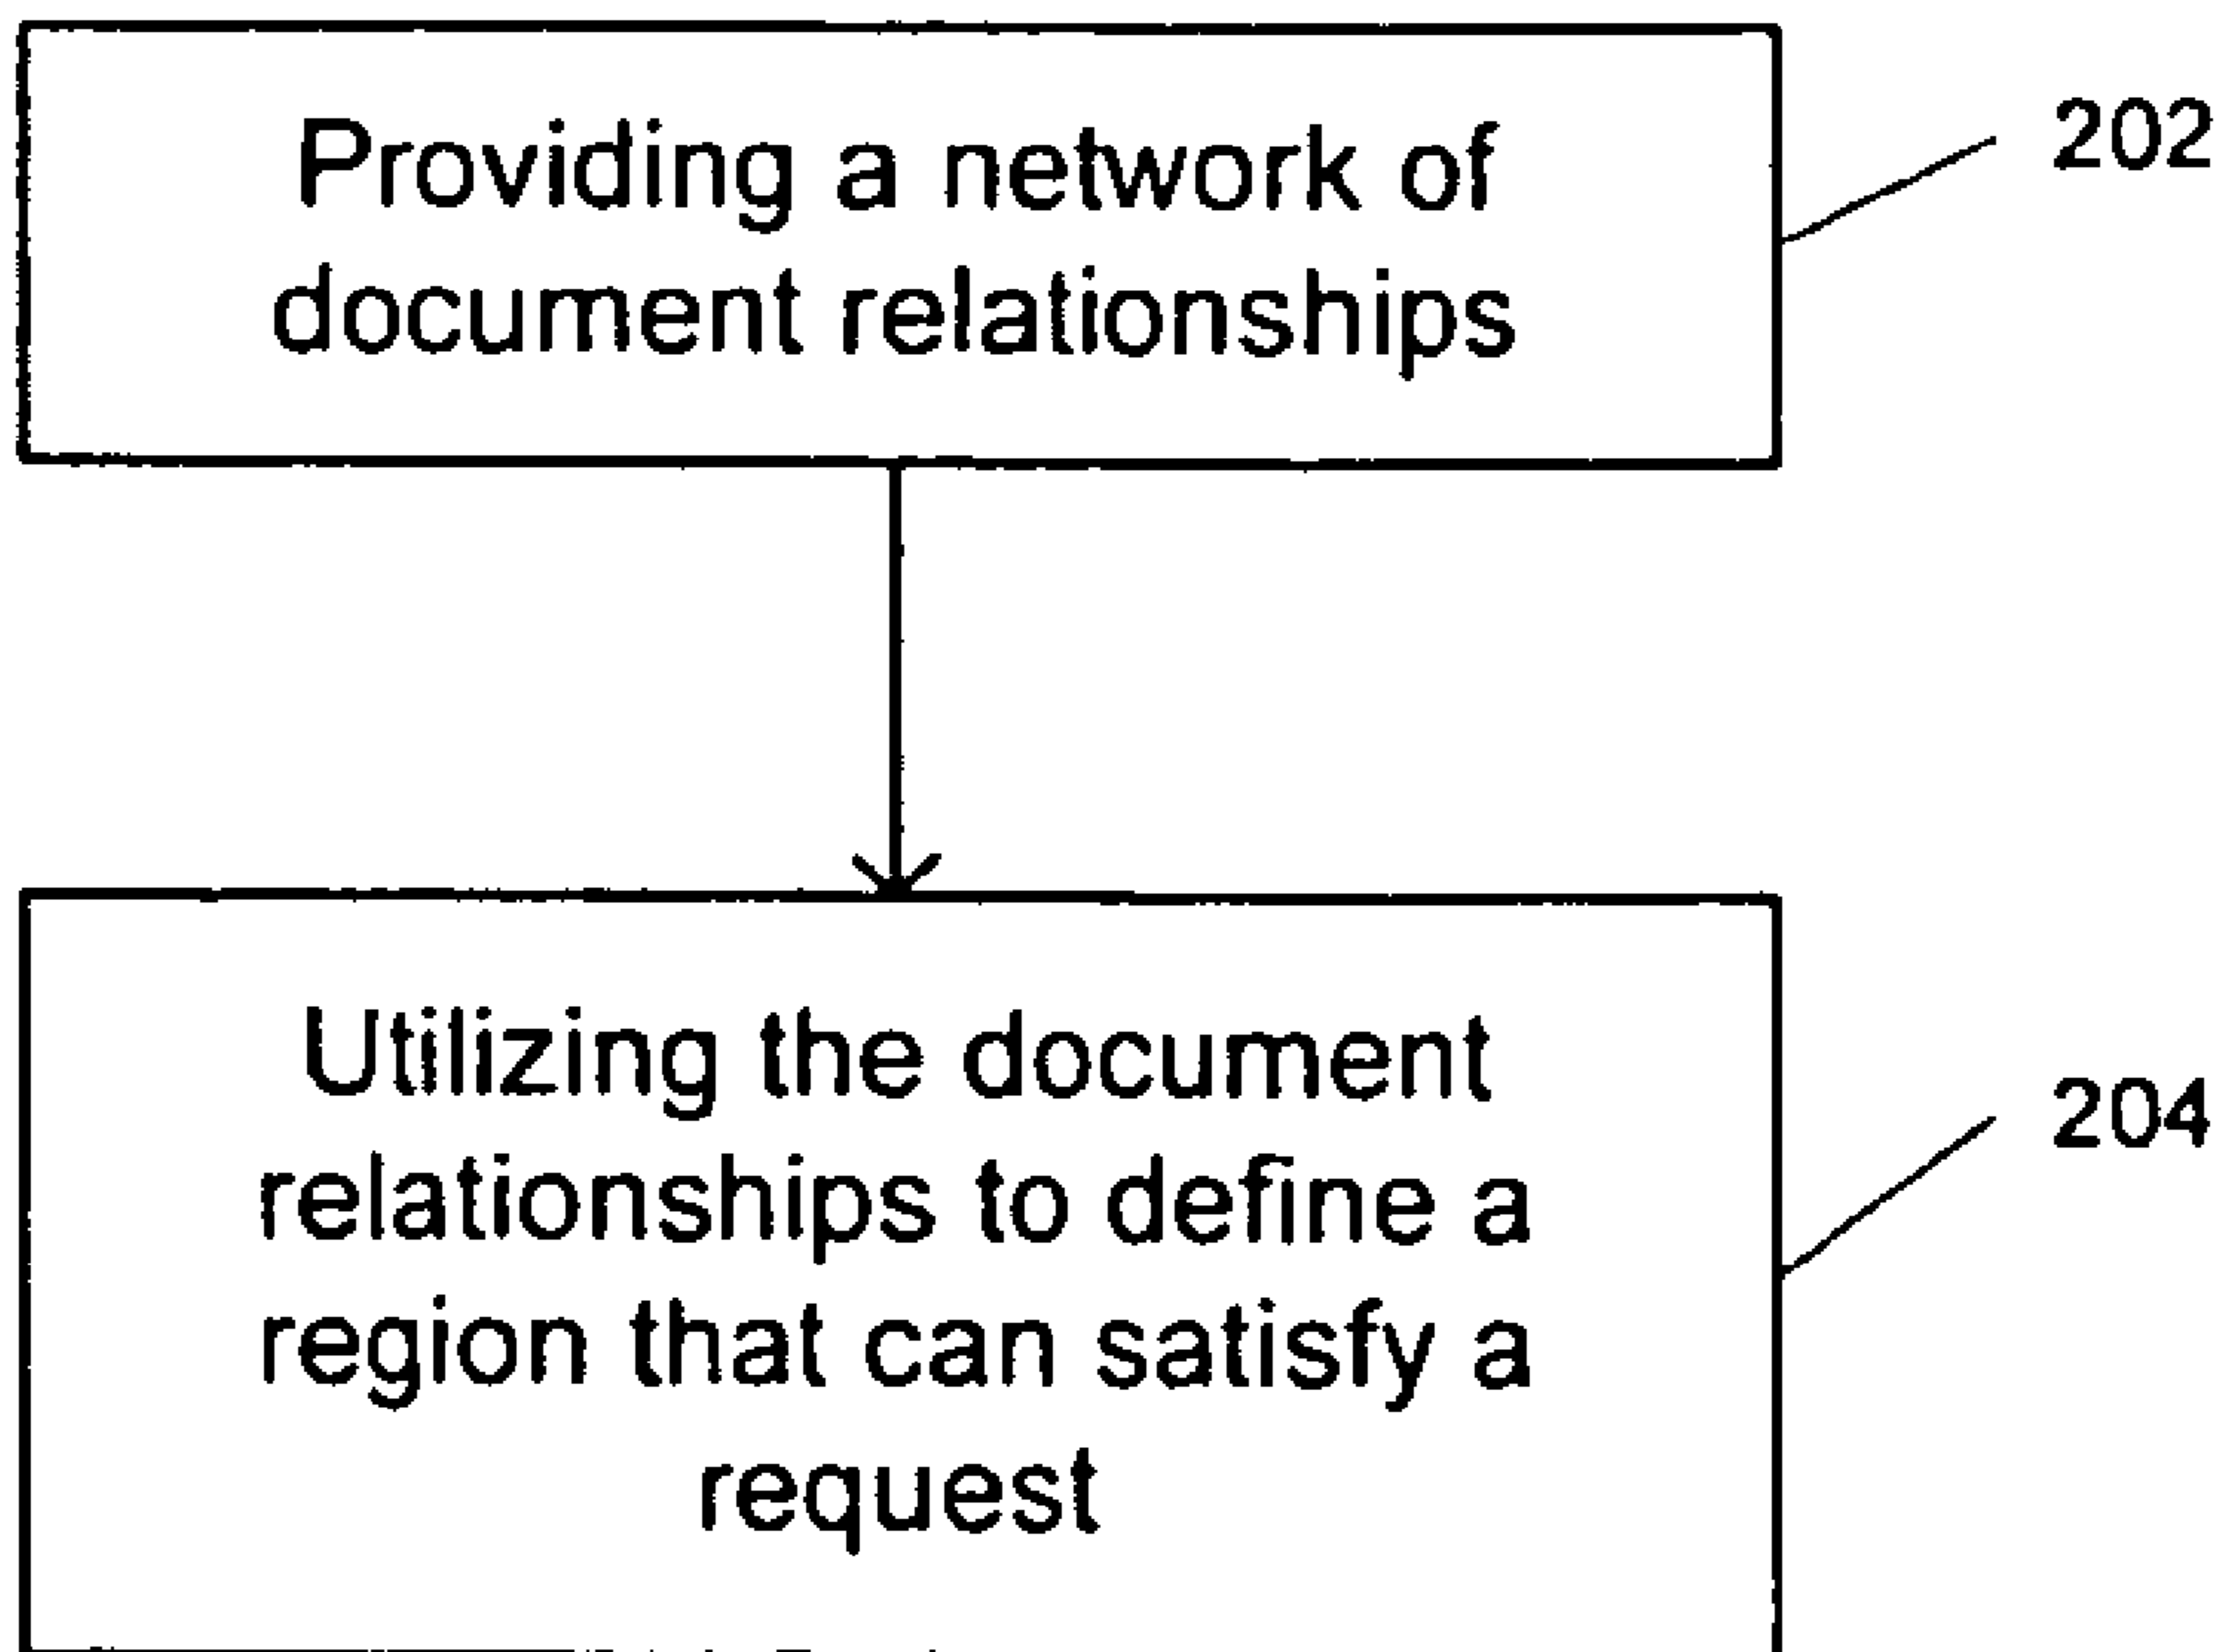 Providing a network of
document relationships
202
Utilizing the document
relationships to define a
region that can satisfy a
request
204